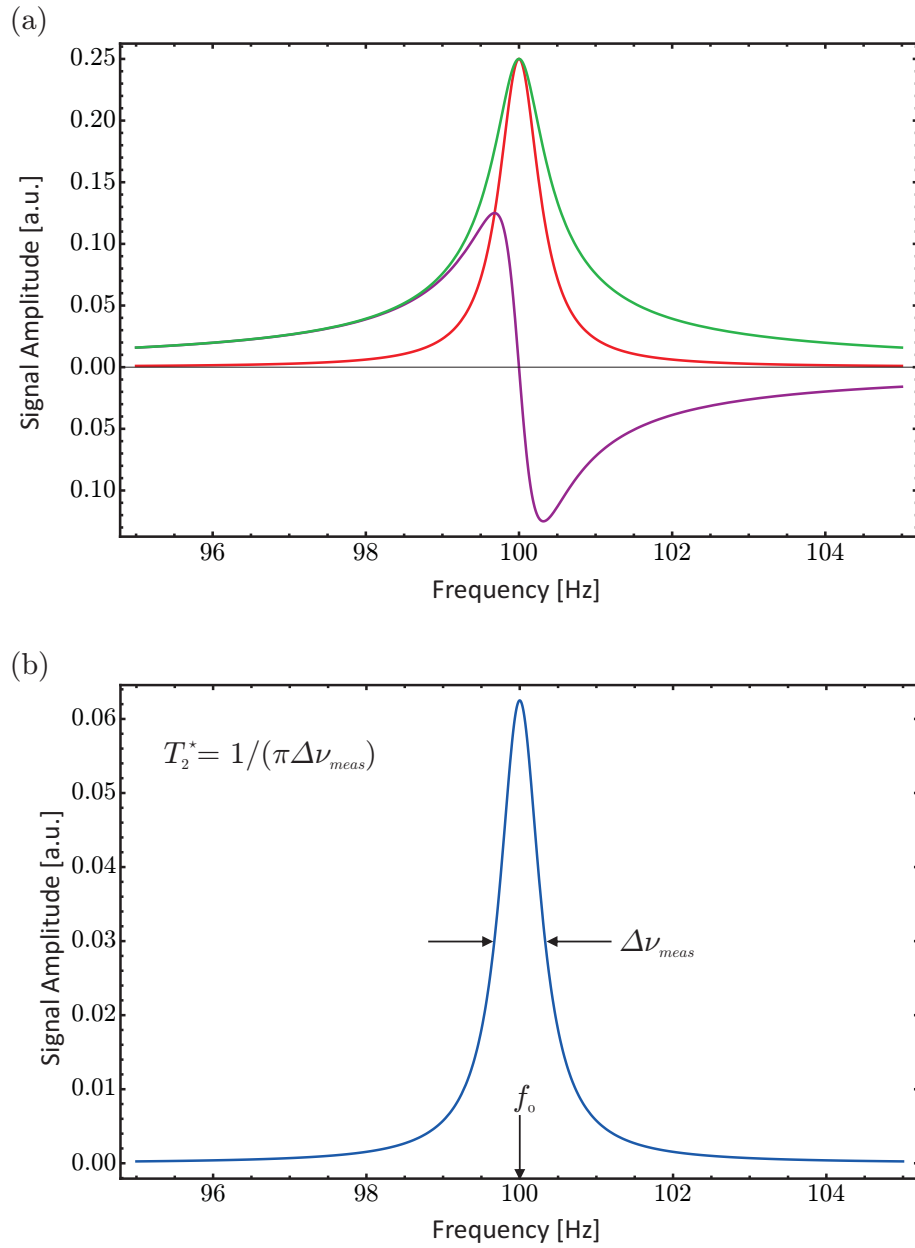 (a)
0.25
0.20
0.15
0.10
0.05
0.00
0.05
0.10
Signal Amplitude [a.u.]
96 98 100 102 104
Frequency [Hz]
(b)
0.06
0.05
0.04
0.03
0.02
0.01
0.00
Signal Amplitude [a.u.]
T₂*= 1/(πΔν_meas)
Δν_meas
f₀
96 98 100 102 104
Frequency [Hz]